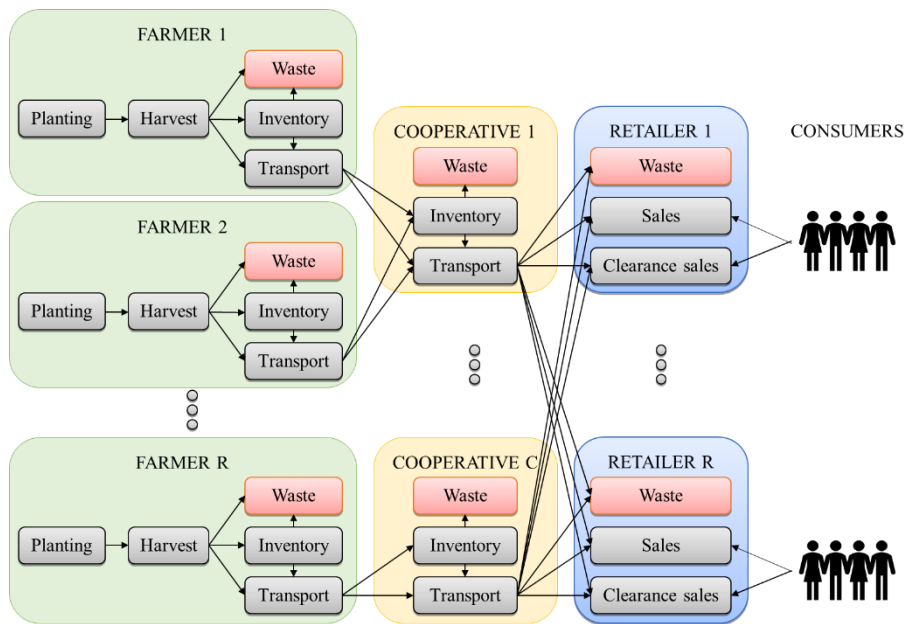 FARMER 1
Waste
Planting
Harvest
Inventory
Transport
COOPERATIVE 1
Waste
Inventory
Transport
RETAILER 1
Waste
Sales
Clearance sales
CONSUMERS
FARMER 2
Waste
Planting
Harvest
Inventory
Transport
FARMER R
Waste
Planting
Harvest
Inventory
Transport
COOPERATIVE C
Waste
Inventory
Transport
RETAILER R
Waste
Sales
Clearance sales